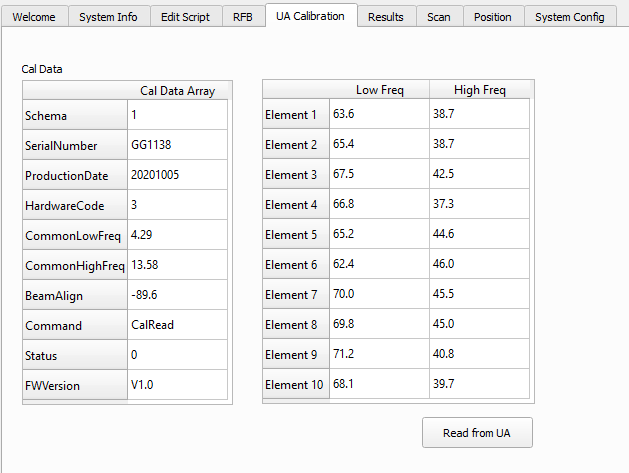 Welcome System Info Edit Script RFB UA Calibration Results Scan Position System Config
Cal Data
Cal Data Array
Schema 1
SerialNumber GG1138
ProductionDate 20201005
HardwareCode 3
CommonLowFreq 4.29
CommonHighFreq 13.58
BeamAlign -89.6
Command CalRead
Status 0
FWVersion V1.0
Low Freq High Freq
Element 1 63.6 38.7
Element 2 65.4 38.7
Element 3 67.5 42.5
Element 4 66.8 37.3
Element 5 65.2 44.6
Element 6 62.4 46.0
Element 7 70.0 45.5
Element 8 69.8 45.0
Element 9 71.2 40.8
Element 10 68.1 39.7
Read from UA